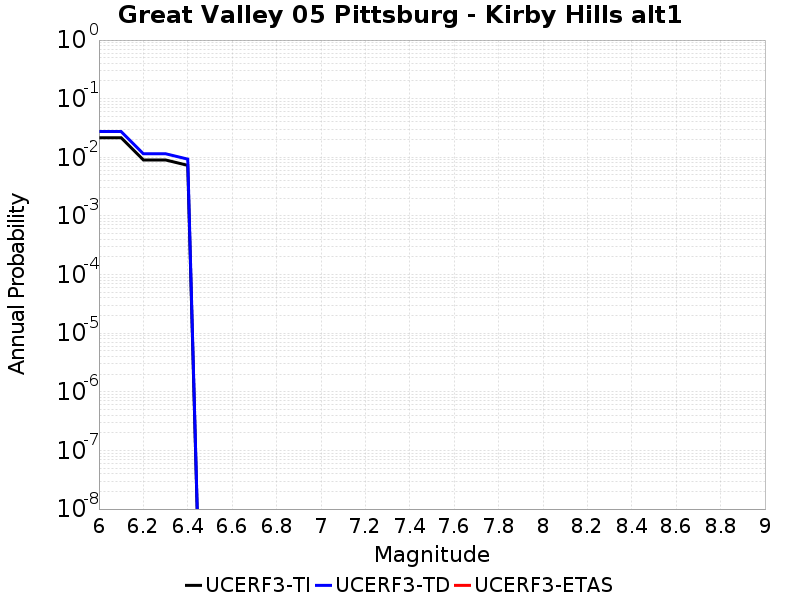 Great Valley 05 Pittsburg - Kirby Hills alt1
Annual Probability
10^0
10^-1
10^-2
10^-3
10^-4
10^-5
10^-6
10^-7
10^-8
6 6.2 6.4 6.6 6.8 7 7.2 7.4 7.6 7.8 8 8.2 8.4 8.6 8.8 9
Magnitude
UCERF3-TI UCERF3-TD UCERF3-ETAS